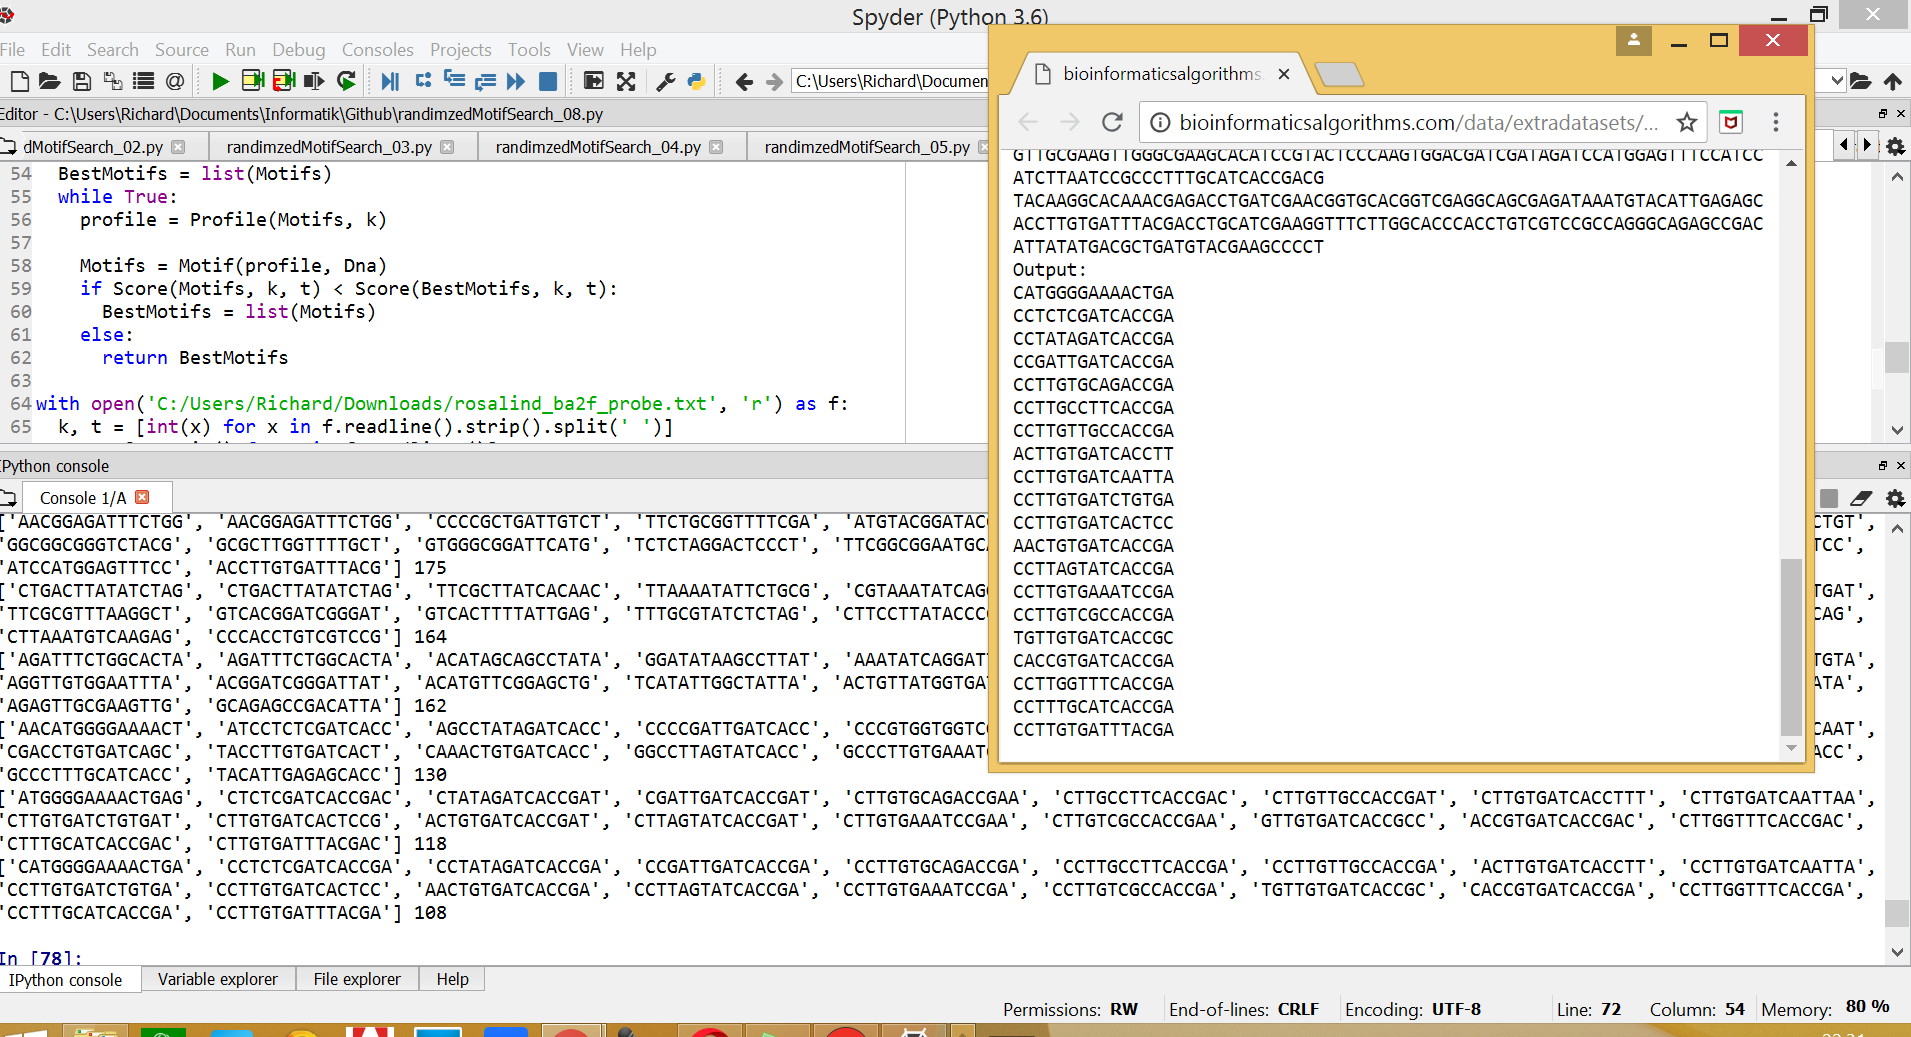 Spyder (Python 3.6)
File Edit Search Source Run Debug Consoles Projects Tools View Help
C:\Users\Richard\Documen
Editor - C:\Users\Richard\Documents\Informatik\Github\randimzedMotifSearch_08.py
dMotifSearch_02.py randimzedMotifSearch_03.py randimzedMotifSearch_04.py randimzedMotifSearch_05.py
54 BestMotifs = list(Motifs)
55 while True:
56 profile = Profile(Motifs, k)
57
58 Motifs = Motif(profile, Dna)
59 if Score(Motifs, k, t) < Score(BestMotifs, k, t):
60 BestMotifs = list(Motifs)
61 else:
62 return BestMotifs
63
64 with open('C:/Users/Richard/Downloads/rosalind_ba2f_probe.txt', 'r') as f:
65 k, t = [int(x) for x in f.readline().strip().split(' ')]
bioinformaticsalgorithms.
bioinformaticsalgorithms.com/data/extradatasets/...
GTTGCGAAGTTGGGCGAAGCACATCCGTACTCCCAAGTGGACGATCGATAGATCCATGGAGTTTCCATCC
ATCTTAATCCGCCCTTTGCATCACCGACG
TACAAGGCACAAACGAGACCTGATCGAACGGTGCACGGTCGAGGCAGCGAGATAAATGTACATTGAGAGC
ACCTTGTGATTTACGACCTGCATCGAAGGTTTCTTGGCACCCACCTGTCGTCCGCCAGGGCAGAGCCGAC
ATTATATGACGCTGATGTACGAAGCCCCT
Output:
CATGGGGAAAACTGA
CCTCTCGATCACCGA
CCTATAGATCACCGA
CCGATTGATCACCGA
CCTTGTGCAGACCGA
CCTTGCCTTCACCGA
CCTTGTTGCCACCGA
ACTTGTGATCACCTT
CCTTGTGATCAATTA
CCTTGTGATCTGTGA
CCTTGTGATCACTCC
AACTGTGATCACCGA
CCTTAGTATCACCGA
CCTTGTGAAATCCGA
CCTTGTCGCCACCGA
TGTTGTGATCACCGC
CACCGTGATCACCGA
CCTTGGTTTCACCGA
CCTTTGCATCACCGA
CCTTGTGATTTACGA
IPython console
Console 1/A
['AACGGAGATTTCTGG', 'AACGGAGATTTCTGG', 'CCCCGCTGATTGTCT', 'TTCTGCGGTTTTCGA', 'ATGTACGGATAC CTGT',
'GGCGGCGGGTCTACG', 'GCGCTTGGTTTTGCT', 'GTGGGCGGATTCATG', 'TCTCTAGGACTCCCT', 'TTCGGCGGAATGC TCC',
'ATCCATGGAGTTTCC', 'ACCTTGTGATTTACG'] 175
['CTGACTTATATCTAG', 'CTGACTTATATCTAG', 'TTCGCTTATCACAAC', 'TTAAAATATTCTGCG', 'CGTAAATATCAG TGAT',
'TTCGCGTTTAAGGCT', 'GTCACGGATCGGGAT', 'GTCACTTTTATTGAG', 'TTTGCGTATCTCTAG', 'CTTCCTTATACCC CAG',
'CTTAAATGTCAAGAG', 'CCCACCTGTCGTCCG'] 164
['AGATTTCTGGCACTA', 'AGATTTCTGGCACTA', 'ACATAGCAGCCTATA', 'GGATATAAGCCTTAT', 'AAATATCAGGAT TGTA',
'AGGTTGTGGAATTTA', 'ACGGATCGGGATTAT', 'ACATGTTCGGAGCTG', 'TCATATTGGCTATTA', 'ACTGTTATGGTGA ATA',
'AGAGTTGCGAAGTTG', 'GCAGAGCCGACATTA'] 162
['AACATGGGGAAAACT', 'ATCCTCTCGATCACC', 'AGCCTATAGATCACC', 'CCCCGATTGATCACC', 'CCCGTGGTGGTC CAAT',
'CGACCTGTGATCAGC', 'TACCTTGTGATCACT', 'CAAACTGTGATCACC', 'GGCCTTAGTATCACC', 'GCCCTTGTGAAAT ACC',
'GCCCTTTGCATCACC', 'TACATTGAGAGCACC'] 130
['ATGGGGAAAACTGAG', 'CTCTCGATCACCGAC', 'CTATAGATCACCGAT', 'CGATTGATCACCGAT', 'CTTGTGCAGACCGAA', 'CTTGCCTTCACCGAC', 'CTTGTTGCCACCGAT', 'CTTGTGATCACCTTT', 'CTTGTGATCAATTAA',
'CTTGTGATCTGTGAT', 'CTTGTGATCACTCCG', 'ACTGTGATCACCGAT', 'CTTAGTATCACCGAT', 'CTTGTGAAATCCGAA', 'CTTGTCGCCACCGAA', 'GTTGTGATCACCGCC', 'ACCGTGATCACCGAC', 'CTTGGTTTCACCGAC',
'CTTTGCATCACCGAC', 'CTTGTGATTTACGAC'] 118
['CATGGGGAAAACTGA', 'CCTCTCGATCACCGA', 'CCTATAGATCACCGA', 'CCGATTGATCACCGA', 'CCTTGTGCAGACCGA', 'CCTTGCCTTCACCGA', 'CCTTGTTGCCACCGA', 'ACTTGTGATCACCTT', 'CCTTGTGATCAATTA',
'CCTTGTGATCTGTGA', 'CCTTGTGATCACTCC', 'AACTGTGATCACCGA', 'CCTTAGTATCACCGA', 'CCTTGTGAAATCCGA', 'CCTTGTCGCCACCGA', 'TGTTGTGATCACCGC', 'CACCGTGATCACCGA', 'CCTTGGTTTCACCGA',
'CCTTTGCATCACCGA', 'CCTTGTGATTTACGA'] 108
In [78]:
IPython console Variable explorer File explorer Help
Permissions: RW End-of-lines: CRLF Encoding: UTF-8 Line: 72 Column: 54 Memory: 80 %